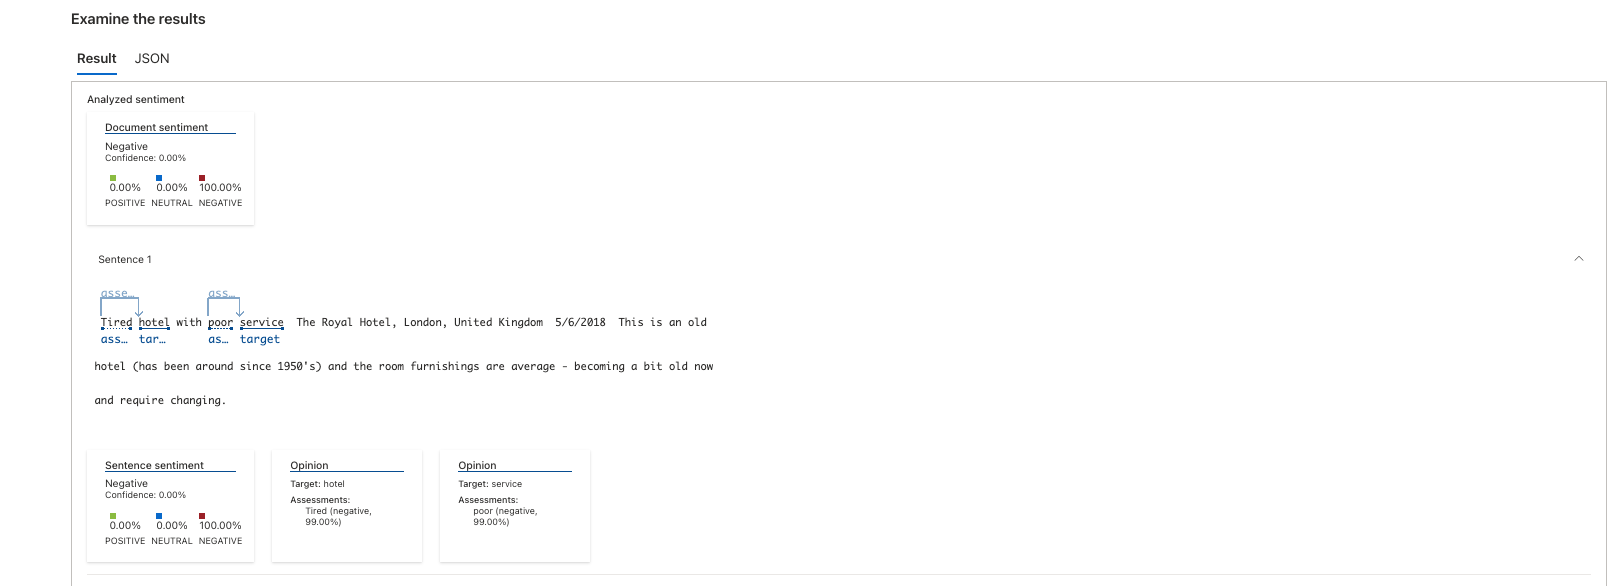 Examine the results
Result JSON
Analyzed sentiment
Document sentiment
Negative
Confidence: 0.00%
0.00% 0.00% 100.00%
POSITIVE NEUTRAL NEGATIVE
Sentence 1
asse... ass...
Tired hotel with poor service The Royal Hotel, London, United Kingdom 5/6/2018 This is an old
ass... tar... as... target
hotel (has been around since 1950's) and the room furnishings are average - becoming a bit old now
and require changing.
Sentence sentiment
Negative
Confidence: 0.00%
0.00% 0.00% 100.00%
POSITIVE NEUTRAL NEGATIVE
Opinion
Target: hotel
Assessments:
Tired (negative,
99.00%)
Opinion
Target: service
Assessments:
poor (negative,
99.00%)